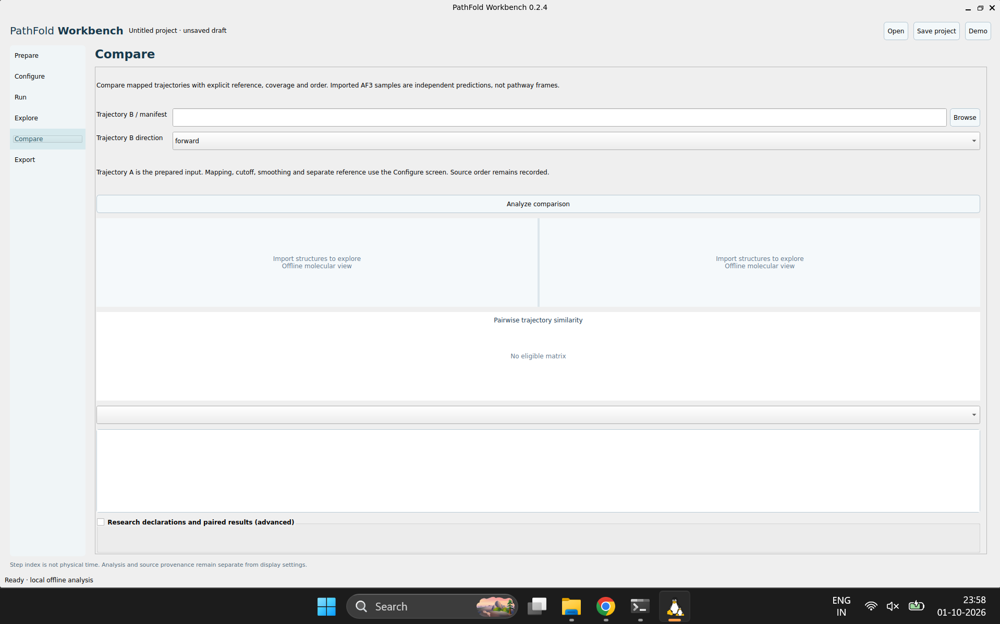 PathFold Workbench 0.2.4
PathFold Workbench Untitled project · unsaved draft
Open
Save project
Demo
Prepare
Configure
Run
Explore
Compare
Export
Compare
Compare mapped trajectories with explicit reference, coverage and order. Imported AF3 samples are independent predictions, not pathway frames.
Trajectory B / manifest
Browse
Trajectory B direction
forward
Trajectory A is the prepared input. Mapping, cutoff, smoothing and separate reference use the Configure screen. Source order remains recorded.
Analyze comparison
Import structures to explore
Offline molecular view
Import structures to explore
Offline molecular view
Pairwise trajectory similarity
No eligible matrix
Research declarations and paired results (advanced)
Step index is not physical time. Analysis and source provenance remain separate from display settings.
Ready · local offline analysis
Search
ENG
IN
23:58
01-10-2026